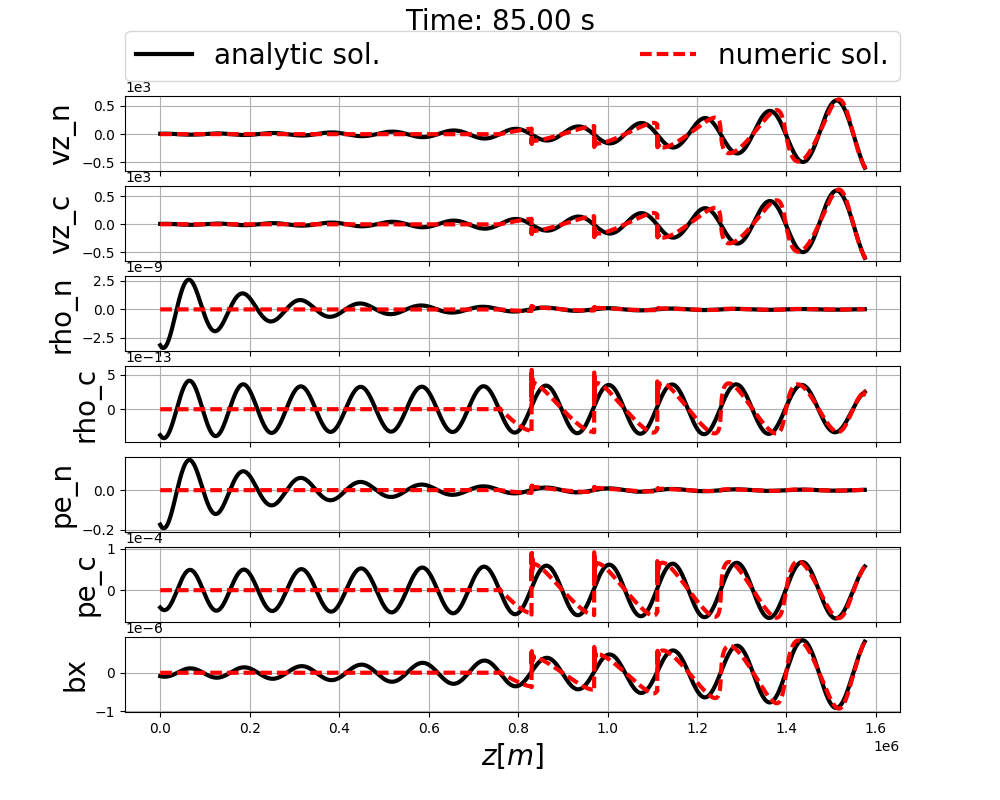 Time: 85.00 s
analytic sol. numeric sol.
1e3
vz_n
0.5
0.0
−0.5
1e3
vz_c
0.5
0.0
−0.5
1e−9
rho_n
2.5
0.0
−2.5
1e−13
rho_c
5
0
pe_n
0.0
−0.2
1e−4
pe_c
1
0
1e−6
bx
0
−1
0.0 0.2 0.4 0.6 0.8 1.0 1.2 1.4 1.6
1e6
z[m]